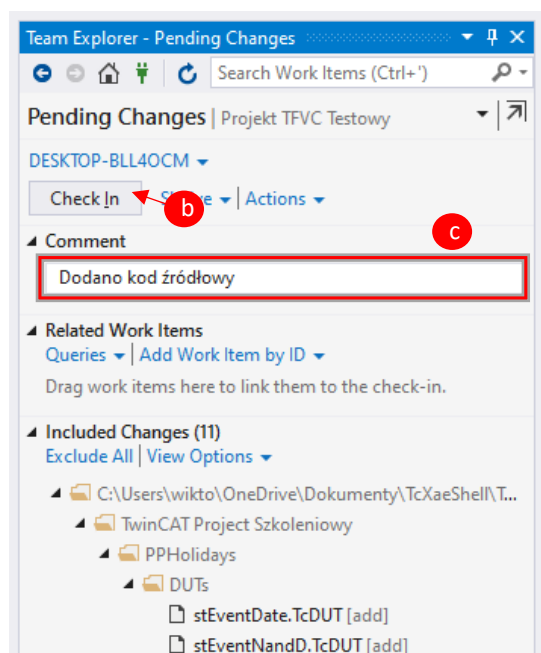 Team Explorer - Pending Changes
Search Work Items (Ctrl+')
Pending Changes | Projekt TFVC Testowy
DESKTOP-BLL4OCM
Check In Actions
b
Comment
c
Dodano kod źródłowy
Related Work Items
Queries | Add Work Item by ID
Drag work items here to link them to the check-in.
Included Changes (11)
Exclude All | View Options
C:\Users\wikto\OneDrive\Dokumenty\TcXaeShell\T...
TwinCAT Project Szkoleniowy
PPHolidays
DUTs
stEventDate.TcDUT [add]
stEventNandD.TcDUT [add]